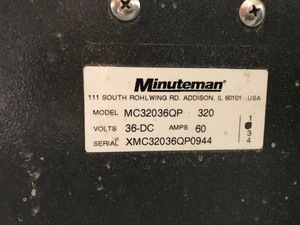 Minuteman®
111 SOUTH ROHLWING RD. ADDISON, IL 60101 USA
MODEL MC32036QP 320
VOLTS 36-DC AMPS 60
SERIAL XMC32036QP0944
1
3
4